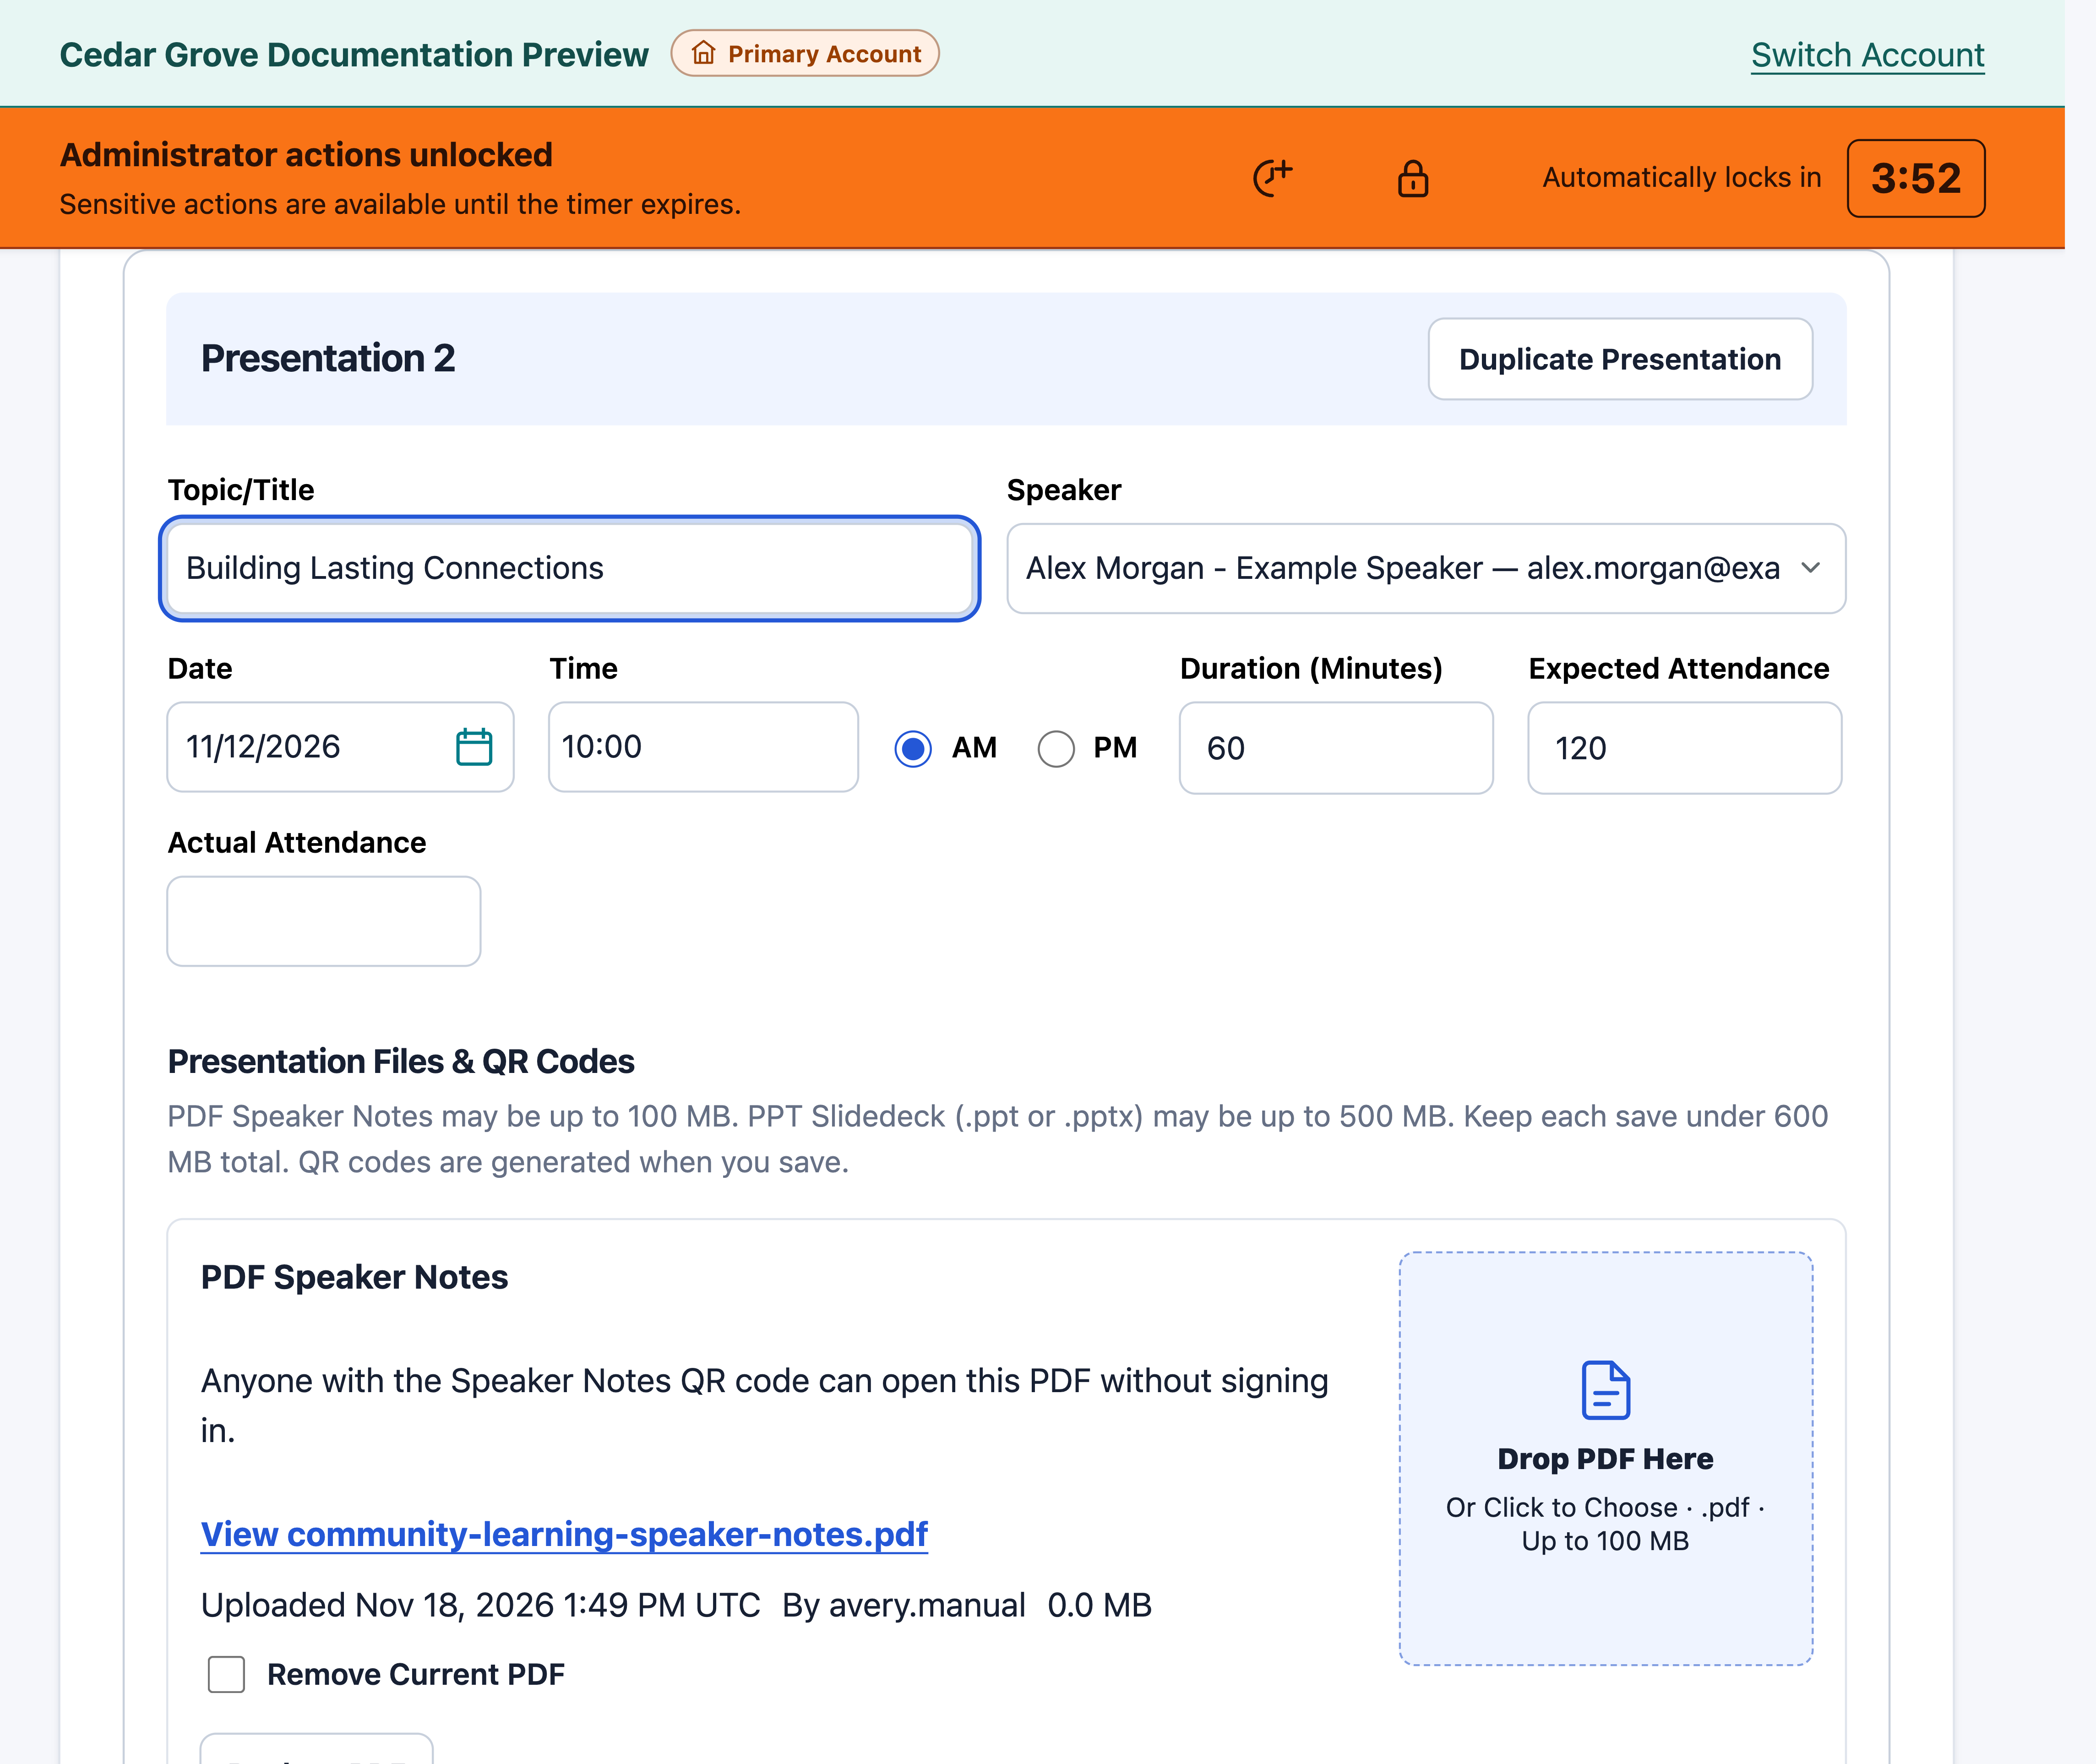 Cedar Grove Documentation Preview
Primary Account
Switch Account
Administrator actions unlocked
Sensitive actions are available until the timer expires.
Automatically locks in
3:52
Presentation 2
Duplicate Presentation
Topic/Title
Speaker
Building Lasting Connections
Alex Morgan - Example Speaker — alex.morgan@exa
Date
Time
Duration (Minutes)
Expected Attendance
11/12/2026
10:00
AM
PM
60
120
Actual Attendance
Presentation Files & QR Codes
PDF Speaker Notes may be up to 100 MB. PPT Slidedeck (.ppt or .pptx) may be up to 500 MB. Keep each save under 600
MB total. QR codes are generated when you save.
PDF Speaker Notes
Anyone with the Speaker Notes QR code can open this PDF without signing
in.
View community-learning-speaker-notes.pdf
Uploaded Nov 18, 2026 1:49 PM UTC By avery.manual 0.0 MB
Remove Current PDF
Drop PDF Here
Or Click to Choose · .pdf ·
Up to 100 MB